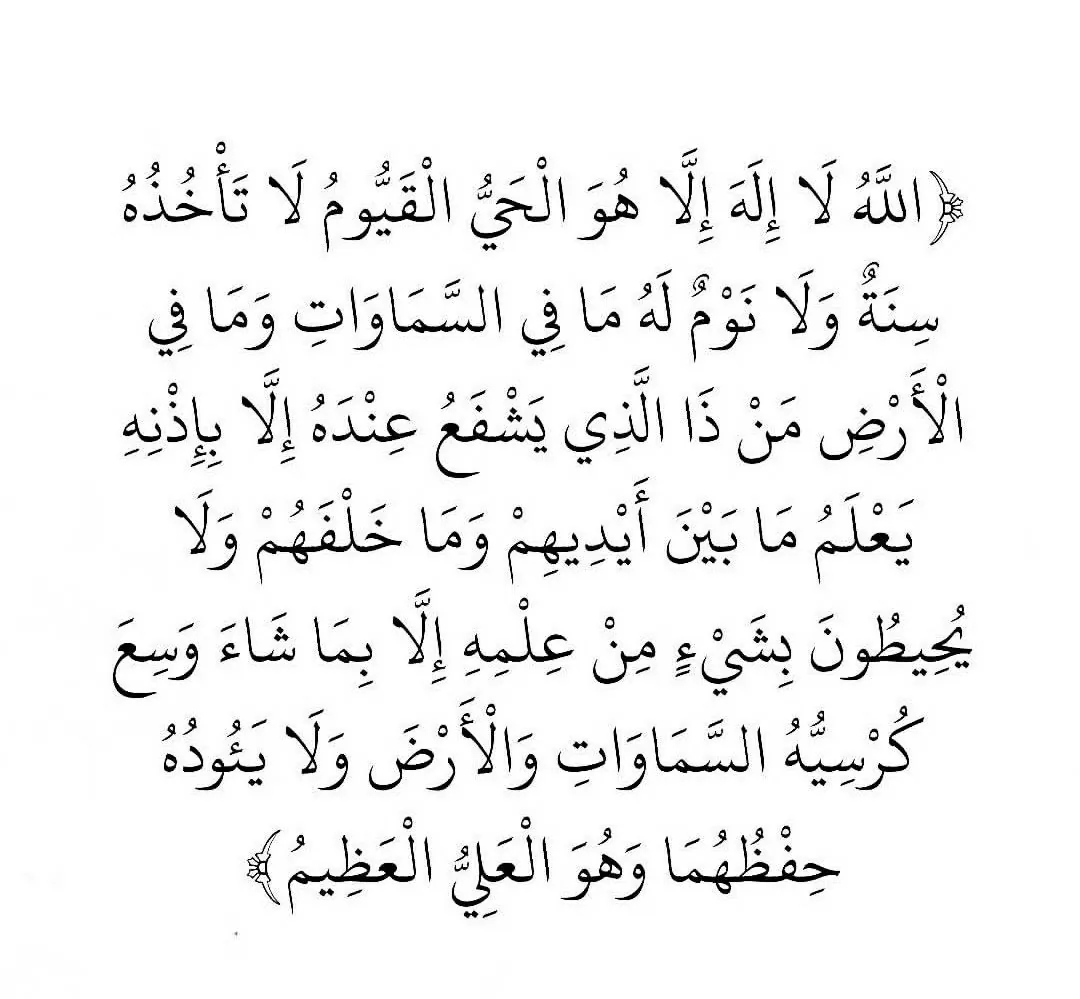 ﴿اللَّهُ لَا إِلَهَ إِلَّا هُوَ الْحَيُّ الْقَيُّومُ لَا تَأْخُذُهُ
سِنَةٌ وَلَا نَوْمٌ لَهُ مَا فِي السَّمَاوَاتِ وَمَا فِي
الْأَرْضِ مَنْ ذَا الَّذِي يَشْفَعُ عِنْدَهُ إِلَّا بِإِذْنِهِ
يَعْلَمُ مَا بَيْنَ أَيْدِيهِمْ وَمَا خَلْفَهُمْ وَلَا
يُحِيطُونَ بِشَيْءٍ مِنْ عِلْمِهِ إِلَّا بِمَا شَاءَ وَسِعَ
كُرْسِيُّهُ السَّمَاوَاتِ وَالْأَرْضَ وَلَا يَئُودُهُ
حِفْظُهُمَا وَهُوَ الْعَلِيُّ الْعَظِيمُ﴾